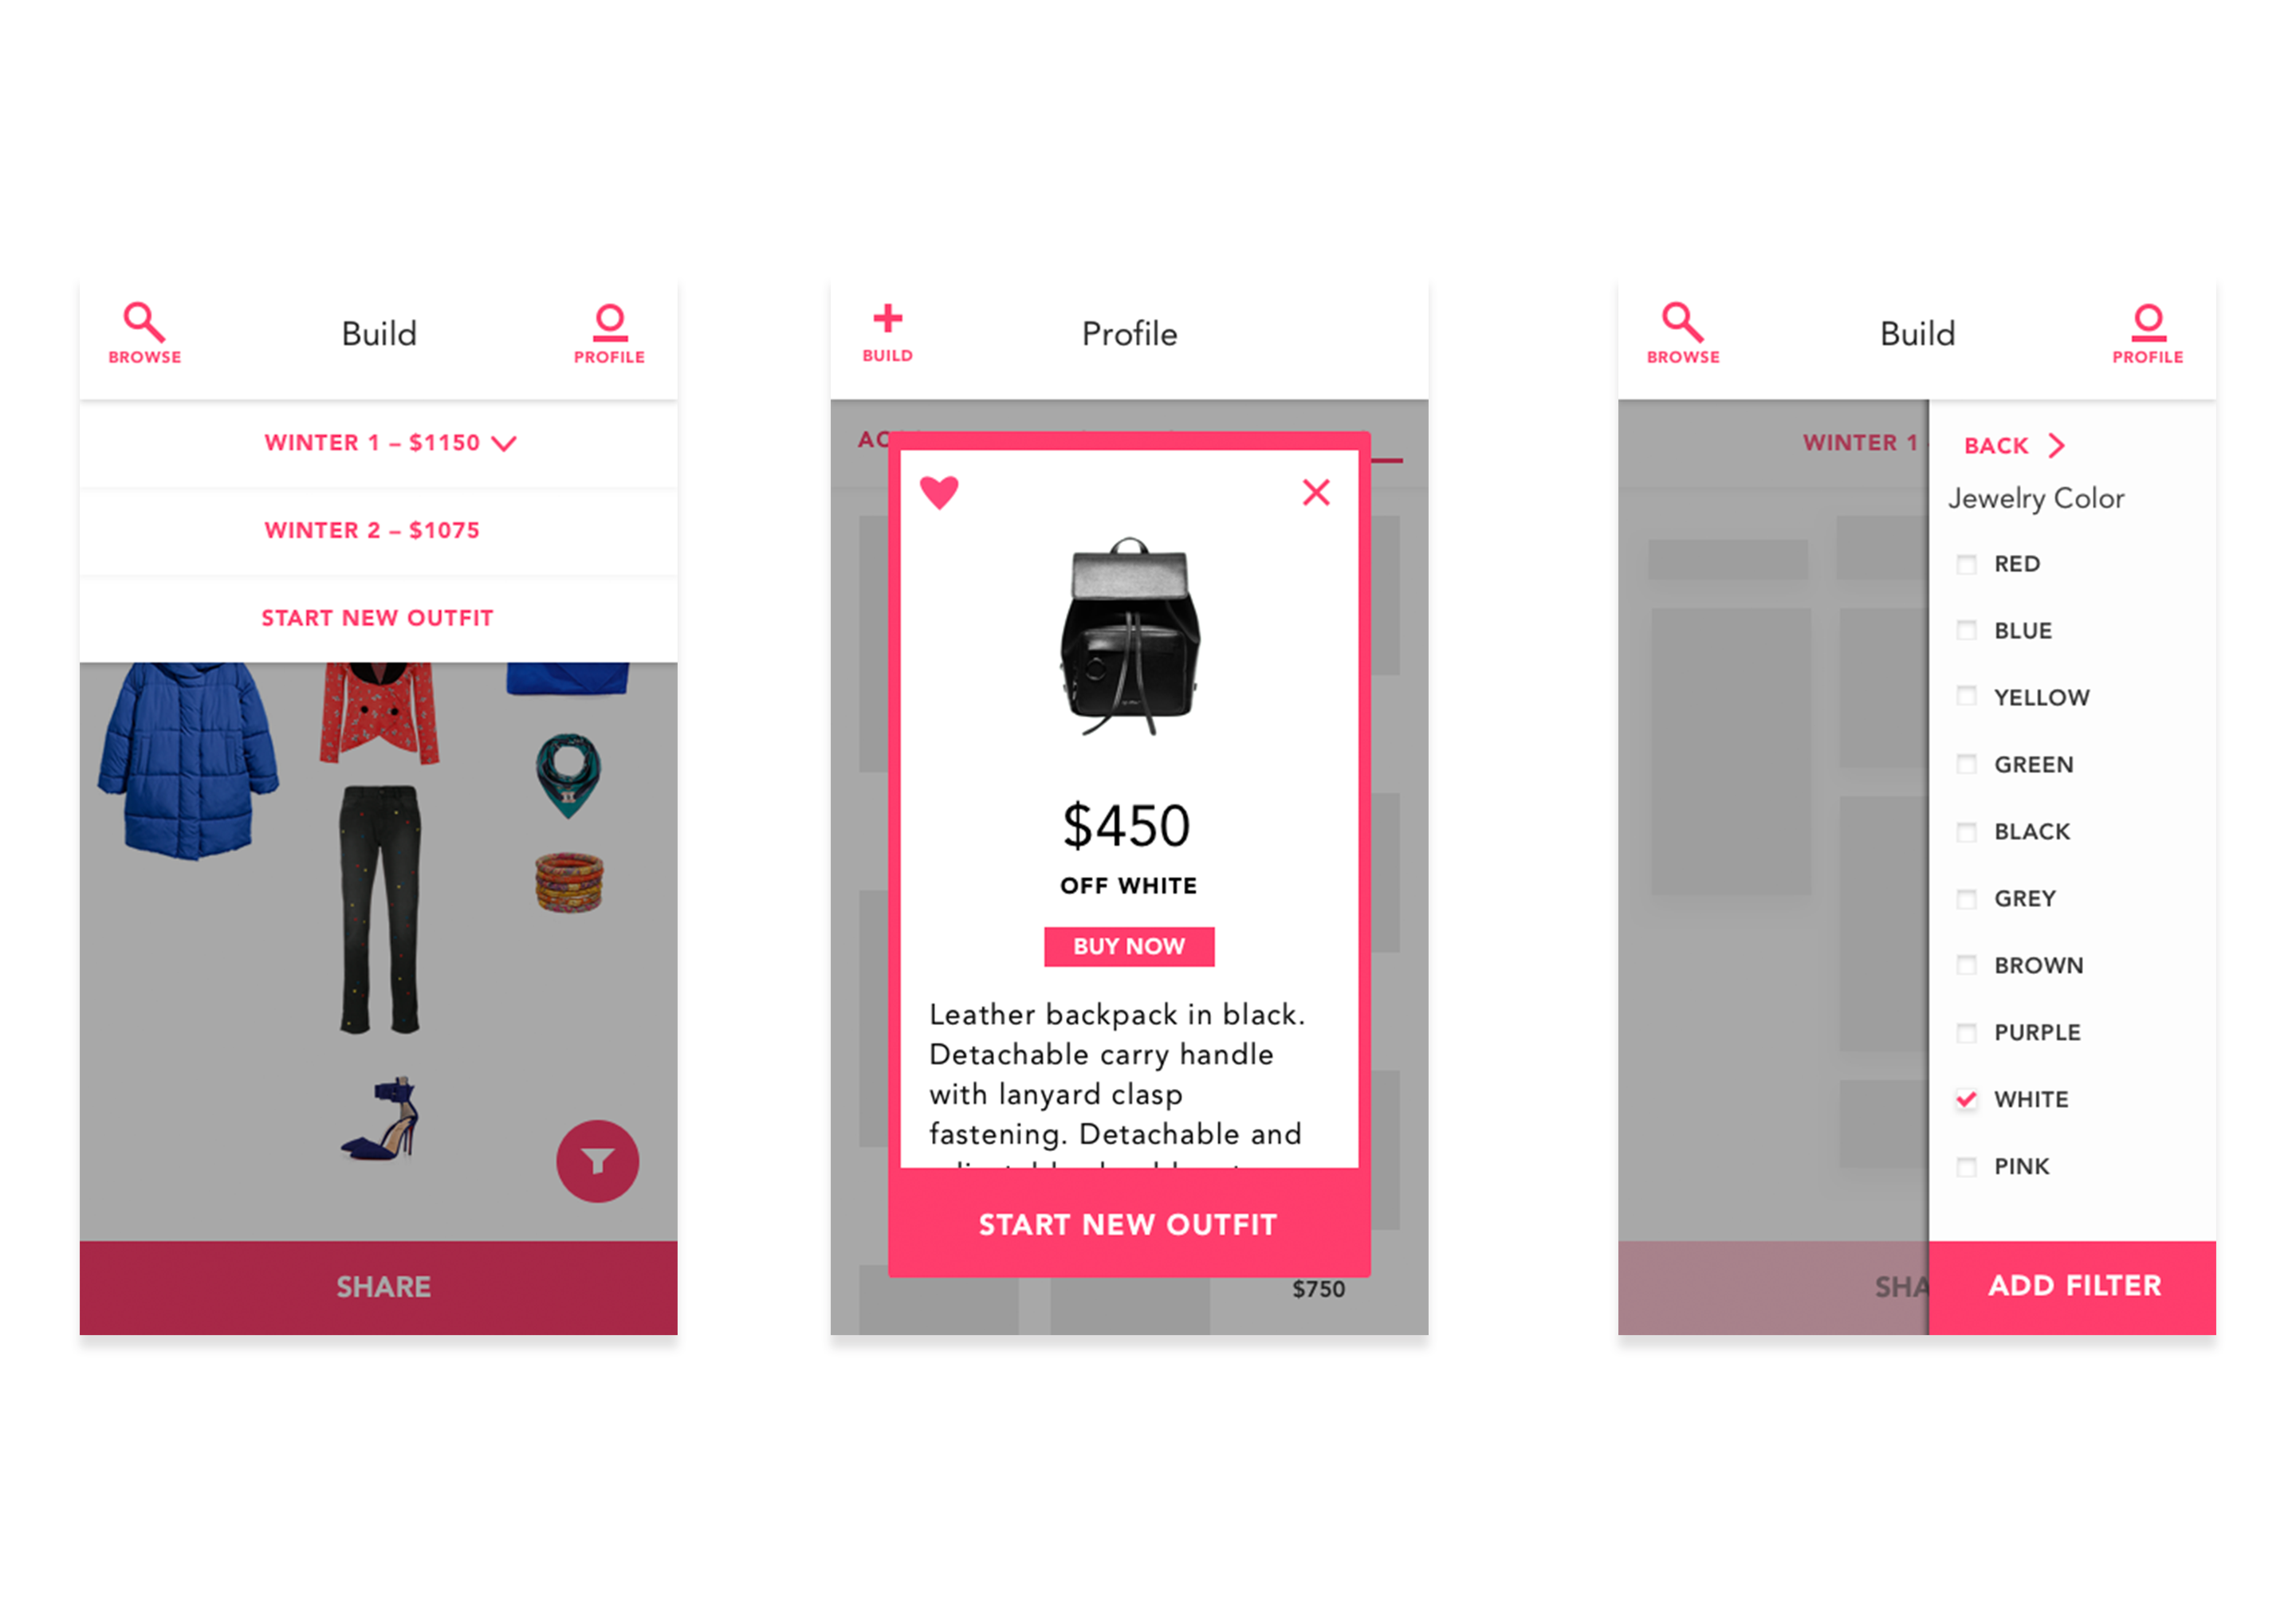 Build
BROWSE
PROFILE
WINTER 1 – $1150
WINTER 2 – $1075
START NEW OUTFIT
SHARE
Profile
BUILD
$450
OFF WHITE
BUY NOW
Leather backpack in black.
Detachable carry handle
with lanyard clasp
fastening. Detachable and
START NEW OUTFIT
$750
Build
BROWSE
PROFILE
WINTER 1
BACK
Jewelry Color
RED
BLUE
YELLOW
GREEN
BLACK
GREY
BROWN
PURPLE
WHITE
PINK
SHA
ADD FILTER